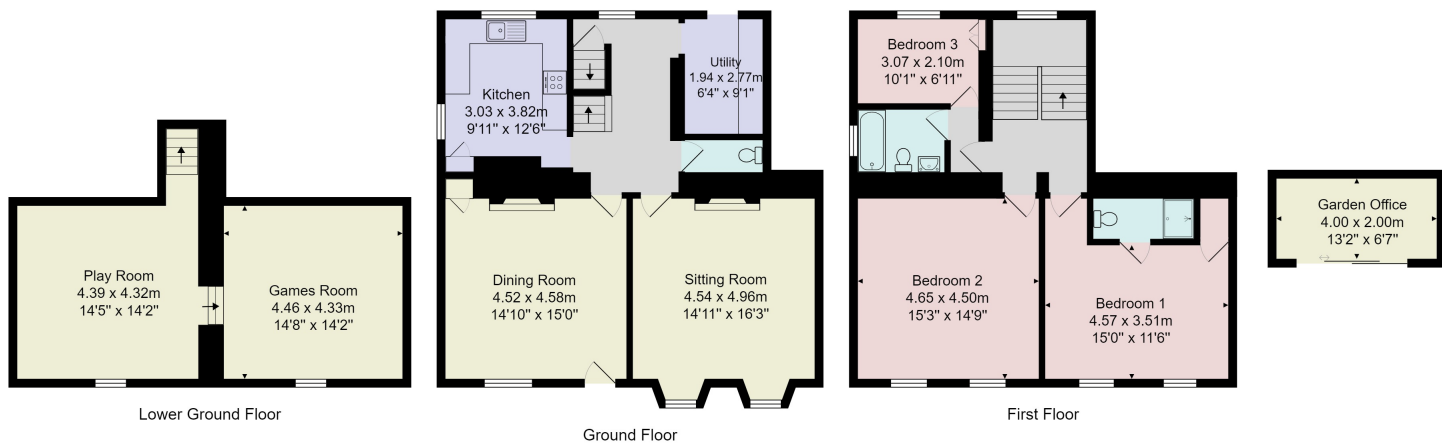 Play Room
4.39 x 4.32m
14'5" x 14'2"
Games Room
4.46 x 4.33m
14'8" x 14'2"
Lower Ground Floor
Kitchen
3.03 x 3.82m
9'11" x 12'6"
Utility
1.94 x 2.77m
6'4" x 9'1"
Dining Room
4.52 x 4.58m
14'10" x 15'0"
Sitting Room
4.54 x 4.96m
14'11" x 16'3"
Ground Floor
Bedroom 3
3.07 x 2.10m
10'1" x 6'11"
Bedroom 2
4.65 x 4.50m
15'3" x 14'9"
Bedroom 1
4.57 x 3.51m
15'0" x 11'6"
First Floor
Garden Office
4.00 x 2.00m
13'2" x 6'7"